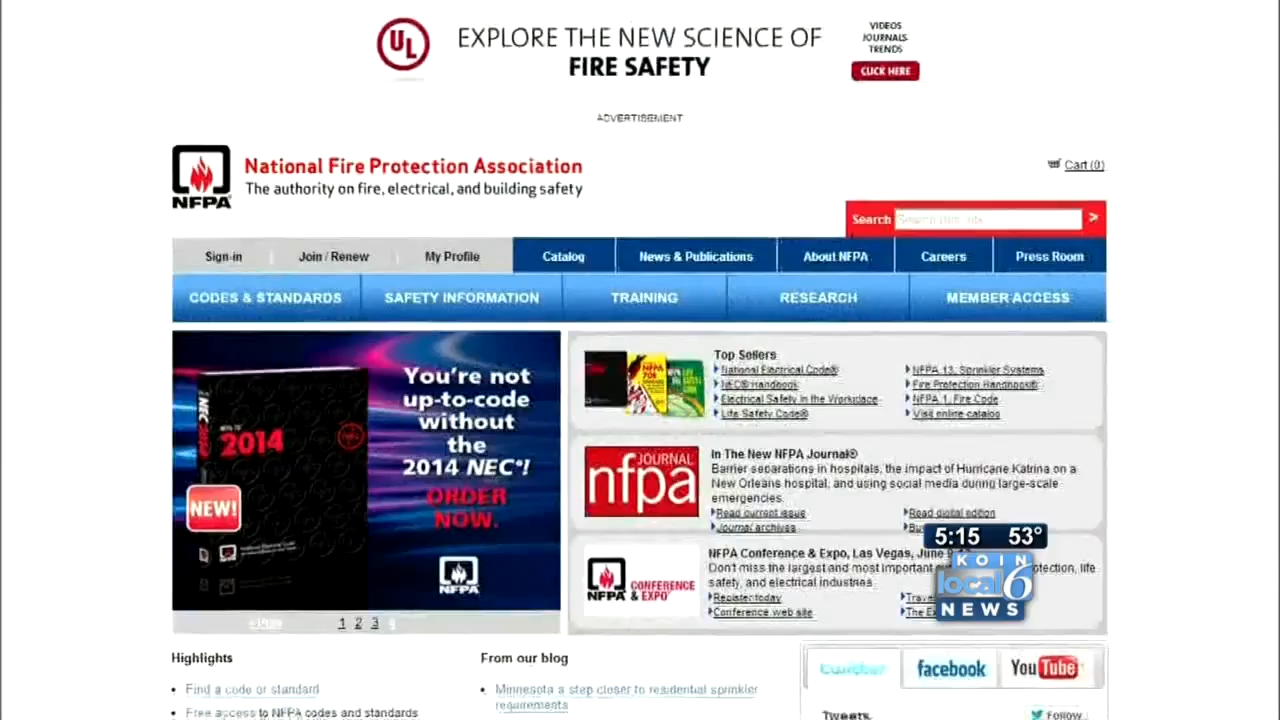 UL
EXPLORE THE NEW SCIENCE OF
FIRE SAFETY
VIDEOS
JOURNALS
TRENDS
CLICK HERE
ADVERTISEMENT
NFPA
National Fire Protection Association
The authority on fire, electrical, and building safety
Cart (0)
Search
>
Sign-in
Join / Renew
My Profile
Catalog
News & Publications
About NFPA
Careers
Press Room
CODES & STANDARDS
SAFETY INFORMATION
TRAINING
RESEARCH
MEMBER ACCESS
NEC
2014
NEW!
You're not
up-to-code
without
the
2014 NEC®!
ORDER
NOW.
NFPA
1 2 3
Top Sellers
National Electrical Code®
NEC® Handbook
Electrical Safety in the Workplace
Life Safety Code®
NFPA 13, Sprinkler Systems
Fire Protection Handbook®
NFPA 1, Fire Code
Visit online catalog
JOURNAL
nfpa
In The New NFPA Journal®
Barrier separations in hospitals, the impact of Hurricane Katrina on a
New Orleans hospital, and using social media during large-scale
emergencies.
Read current issue
Journal archives
Read digital edition
NFPA CONFERENCE
& EXPO
NFPA Conference & Expo, Las Vegas, June
Don't miss the largest and most important
safety, and electrical industries.
life
Register today
Conference web site
The
5:15 53°
KOIN
local 6
NEWS
Highlights
Find a code or standard
Free access to NFPA codes and standards
From our blog
Minnesota a step closer to residential sprinkler
requirements
twitter
facebook
YouTube
Tweets
Follow